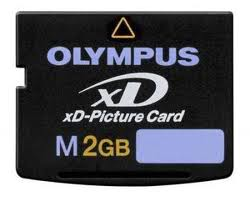 OLYMPUS
xD
xD-Picture Card
M 2GB